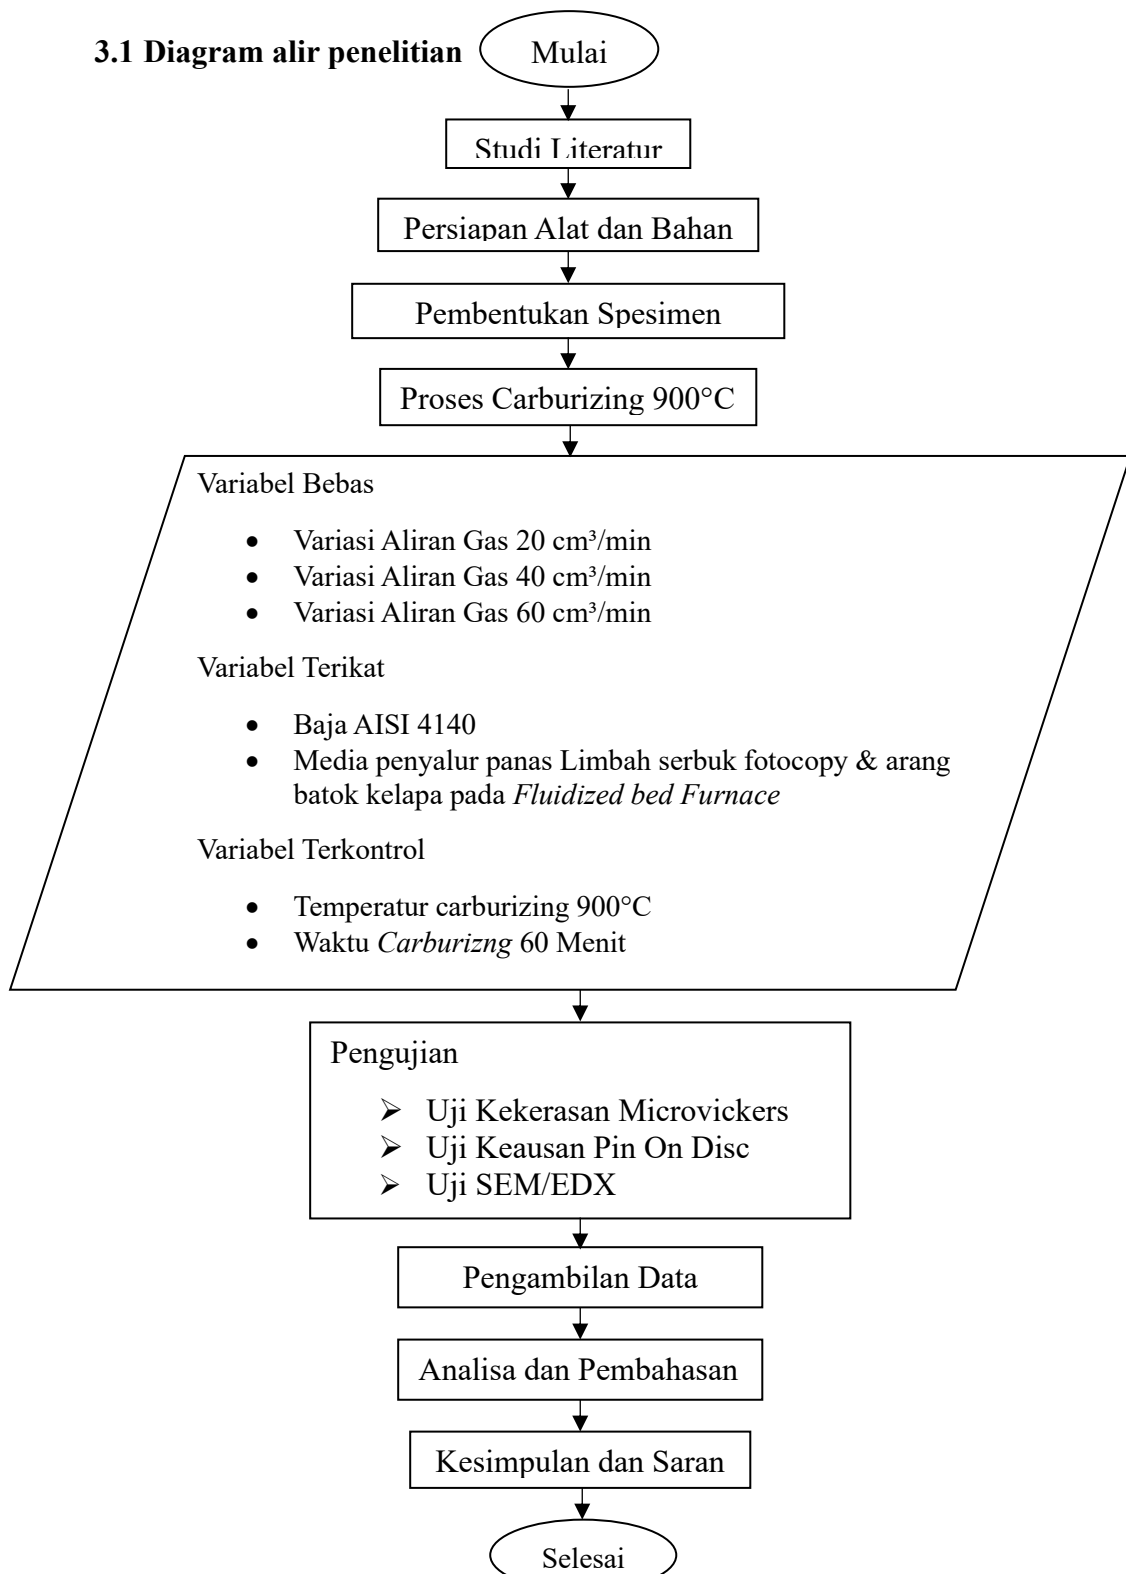 3.1 Diagram alir penelitian
Mulai
Studi Literatur
Persiapan Alat dan Bahan
Pembentukan Spesimen
Proses Carburizing 900°C
Variabel Bebas
• Variasi Aliran Gas 20 cm³/min
• Variasi Aliran Gas 40 cm³/min
• Variasi Aliran Gas 60 cm³/min
Variabel Terikat
• Baja AISI 4140
• Media penyalur panas Limbah serbuk fotocopy & arang
batok kelapa pada Fluidized bed Furnace
Variabel Terkontrol
• Temperatur carburizing 900°C
• Waktu Carburizng 60 Menit
Pengujian
➢ Uji Kekerasan Microvickers
➢ Uji Keausan Pin On Disc
➢ Uji SEM/EDX
Pengambilan Data
Analisa dan Pembahasan
Kesimpulan dan Saran
Selesai